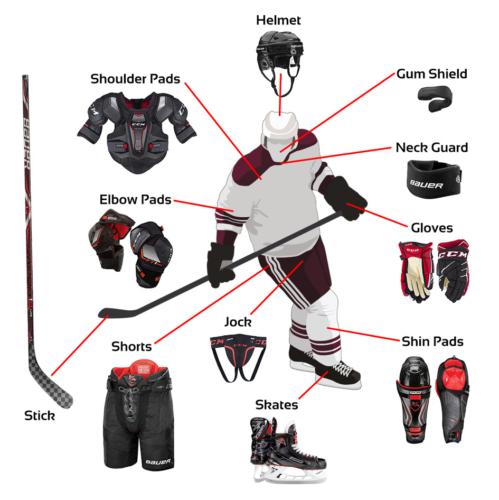 Helmet
Shoulder Pads
Gum Shield
CCM
BAUER
Neck Guard
BAUER
Elbow Pads
Gloves
CCM
Jock
Shorts
Shin Pads
CCM
BAUER
Skates
Stick